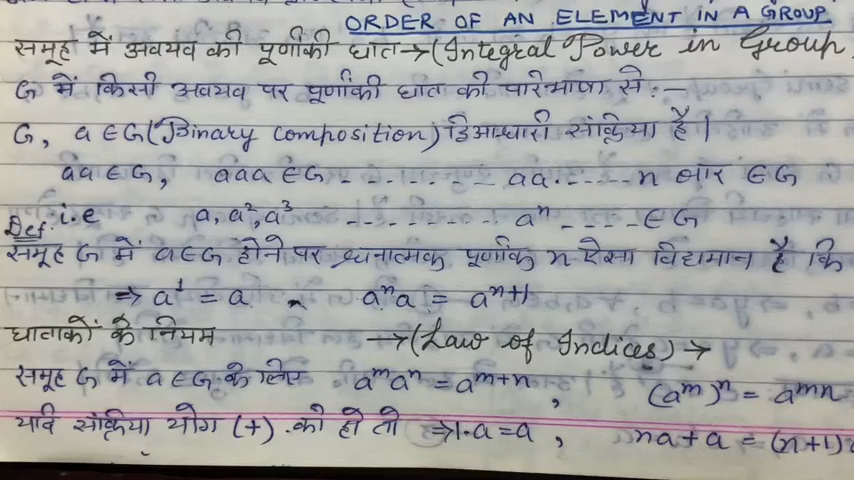 ORDER OF AN ELEMENT IN A GROUP
समूह में अवयव की पूर्णांकी घात → (Integral Power in Group
G में किसी अवयव पर पूर्णांकी घात की परिभाषा से :-
G, a ∈ G (Binary composition) द्विआधारी संक्रिया है।
aa ∈ G, aaa ∈ G - - - - - - - - aa - - - - - n बार ∈ G
i.e a, a², a³ - - - - - - - - - aⁿ - - - - ∈ G
Def. समूह G में a ∈ G होने पर धनात्मक पूर्णांक n ऐसा विद्यमान है कि
⇒ a¹ = a, aⁿa = aⁿ⁺¹
घातांकों के नियम → (Law of Indices) →
समूह G में a ∈ G के लिए aᵐaⁿ = aᵐ⁺ⁿ, (aᵐ)ⁿ = aᵐⁿ
यदि संक्रिया योग (+) की हो तो ⇒ 1·a = a, na + a = (n+1)a